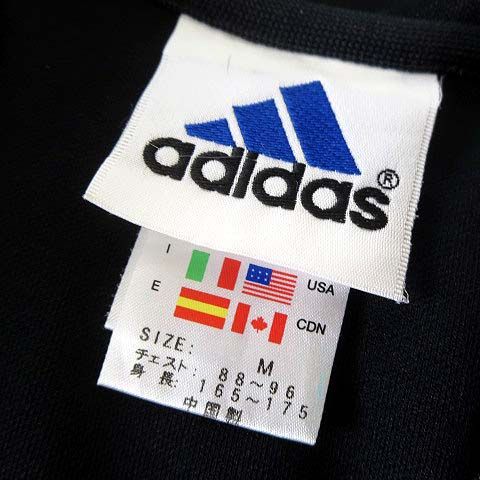 adidas®
I USA
E CDN
SIZE: M
チェスト: 88～96
身長: 165～175
中国製